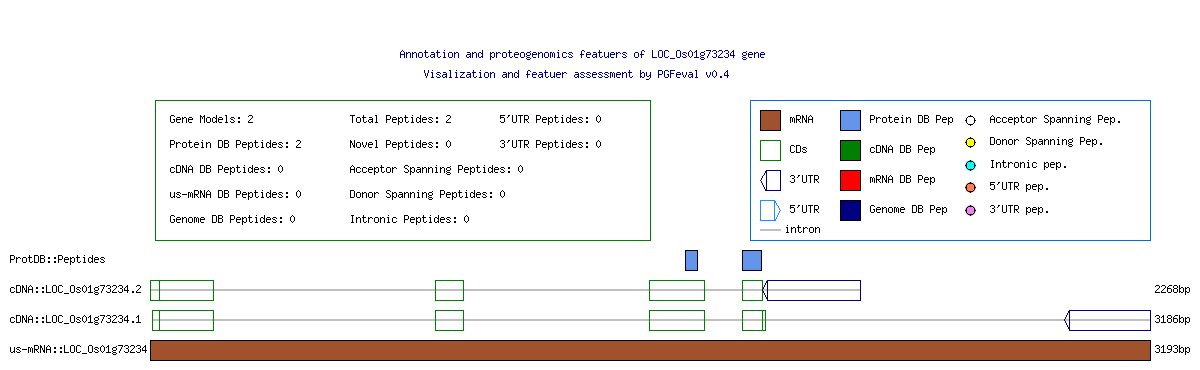 Annotation and proteogenomics featuers of LOC_Os01g73234 gene
Visalization and featuer assessment by PGFeval v0.4
Gene Models: 2 Total Peptides: 2 5'UTR Peptides: 0
Protein DB Peptides: 2 Novel Peptides: 0 3'UTR Peptides: 0
cDNA DB Peptides: 0 Acceptor Spanning Peptides: 0
us-mRNA DB Peptides: 0 Donor Spanning Peptides: 0
Genome DB Peptides: 0 Intronic Peptides: 0
mRNA Protein DB Pep Acceptor Spanning Pep.
CDs cDNA DB Pep Donor Spanning Pep.
3'UTR mRNA DB Pep Intronic pep.
5'UTR Genome DB Pep 5'UTR pep.
3'UTR pep.
intron
ProtDB::Peptides
cDNA::LOC_Os01g73234.2 2268bp
cDNA::LOC_Os01g73234.1 3186bp
us-mRNA::LOC_Os01g73234 3193bp